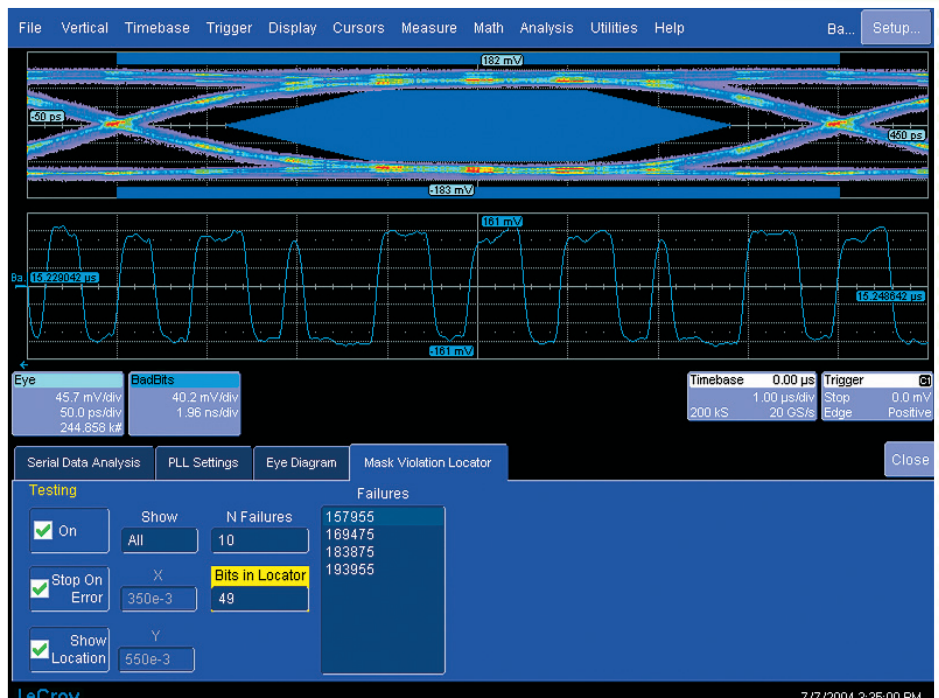 File Vertical Timebase Trigger Display Cursors Measure Math Analysis Utilities Help Ba... Setup...
182 mV
-50 ps
450 ps
-183 mV
161 mV
Ba. 15.229042 µs
15.248642 µs
-161 mV
Eye
45.7 mV/div
50.0 ps/div
244.858 k#
BadBits
40.2 mV/div
1.96 ns/div
Timebase 0.00 µs
1.00 µs/div
200 kS 20 GS/s
Trigger C1
Stop 0.0 mV
Edge Positive
Serial Data Analysis PLL Settings Eye Diagram Mask Violation Locator Close
Testing
On
Stop On Error
Show Location
Show
All
X
350e-3
Y
550e-3
N Failures
10
Bits in Locator
49
Failures
157955
169475
183875
193955
LeCroy
7/7/2004 3:35:00 PM